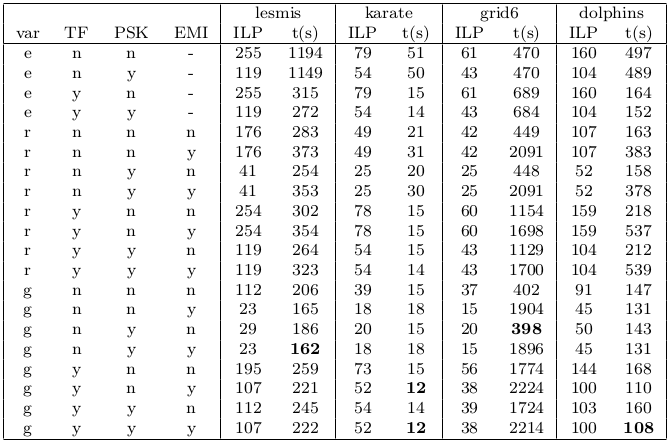 lesmis karate grid6 dolphins
var TF PSK EMI ILP t(s) ILP t(s) ILP t(s) ILP t(s)
e n n - 255 1194 79 51 61 470 160 497
e n y - 119 1149 54 50 43 470 104 489
e y n - 255 315 79 15 61 689 160 164
e y y - 119 272 54 14 43 684 104 152
r n n n 176 283 49 21 42 449 107 163
r n n y 176 373 49 31 42 2091 107 383
r n y n 41 254 25 20 25 448 52 158
r n y y 41 353 25 30 25 2091 52 378
r y n n 254 302 78 15 60 1154 159 218
r y n y 254 354 78 15 60 1698 159 537
r y y n 119 264 54 15 43 1129 104 212
r y y y 119 323 54 14 43 1700 104 539
g n n n 112 206 39 15 37 402 91 147
g n n y 23 165 18 18 15 1904 45 131
g n y n 29 186 20 15 20 398 50 143
g n y y 23 162 18 18 15 1896 45 131
g y n n 195 259 73 15 56 1774 144 168
g y n y 107 221 52 12 38 2224 100 110
g y y n 112 245 54 14 39 1724 103 160
g y y y 107 222 52 12 38 2214 100 108